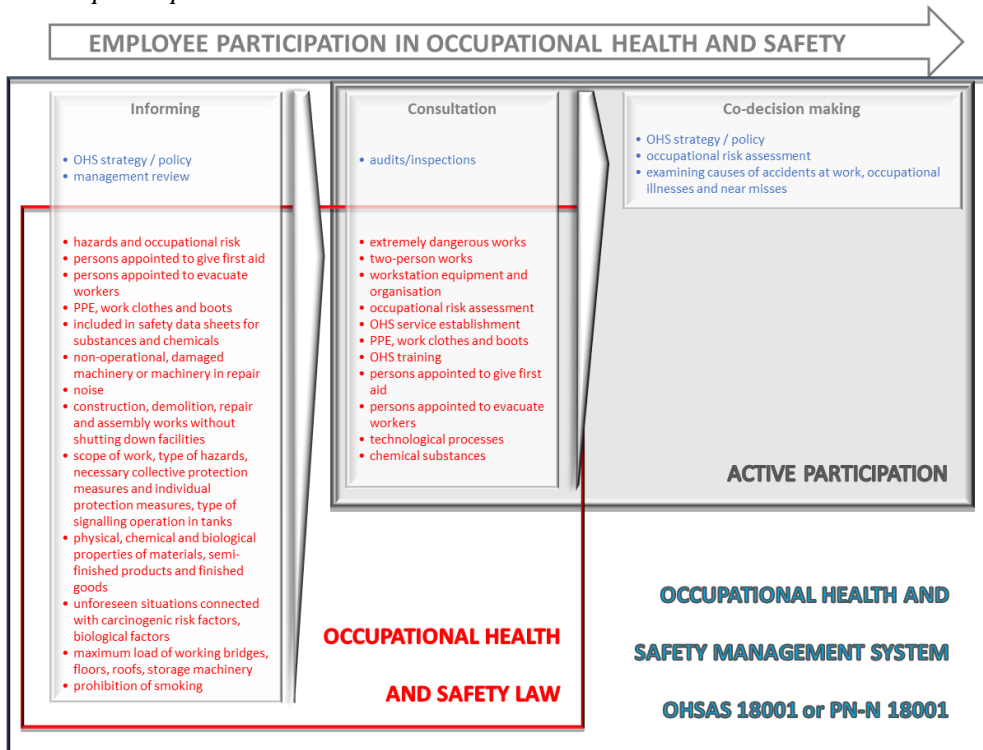 EMPLOYEE PARTICIPATION IN OCCUPATIONAL HEALTH AND SAFETY
Informing
• OHS strategy / policy
• management review
• hazards and occupational risk
• persons appointed to give first aid
• persons appointed to evacuate
workers
• PPE, work clothes and boots
• included in safety data sheets for
substances and chemicals
• non-operational, damaged
machinery or machinery in repair
• noise
• construction, demolition, repair
and assembly works without
shutting down facilities
• scope of work, type of hazards,
necessary collective protection
measures and individual
protection measures, type of
signalling operation in tanks
• physical, chemical and biological
properties of materials, semi-
finished products and finished
goods
• unforeseen situations connected
with carcinogenic risk factors,
biological factors
• maximum load of working bridges,
floors, roofs, storage machinery
• prohibition of smoking
Consultation
• audits/inspections
• extremely dangerous works
• two-person works
• workstation equipment and
organisation
• occupational risk assessment
• OHS service establishment
• PPE, work clothes and boots
• OHS training
• persons appointed to give first
aid
• persons appointed to evacuate
workers
• technological processes
• chemical substances
Co-decision making
• OHS strategy / policy
• occupational risk assessment
• examining causes of accidents at work, occupational
illnesses and near misses
ACTIVE PARTICIPATION
OCCUPATIONAL HEALTH
AND SAFETY LAW
OCCUPATIONAL HEALTH AND
SAFETY MANAGEMENT SYSTEM
OHSAS 18001 or PN-N 18001